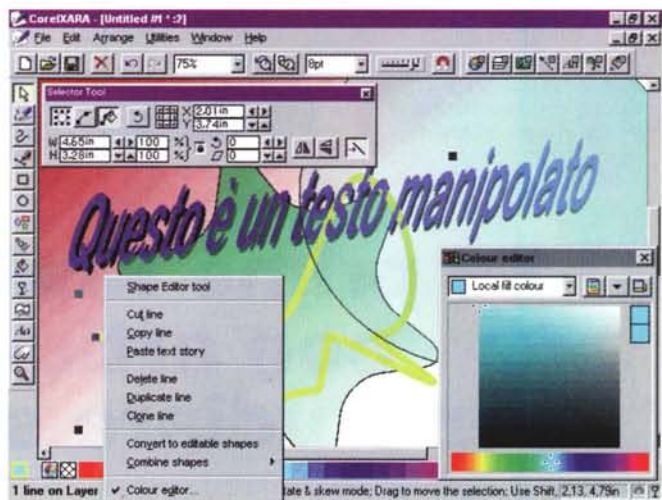 CorelXARA - [Untitled #1 * :2]
File Edit Arrange Utilities Window Help
75%
8pt
Selector Tool
X 2.01in
Y 3.74in
W 4.65in 100 % 0
H 3.28in 100 % 0
Questo è un testo manipolato
Colour editor
Local fill colour
Shape Editor tool
Cut line
Copy line
Paste text story
Delete line
Duplicate line
Clone line
Convert to editable shapes
Combine shapes
Colour editor...
1 line on Layer
tate & skew mode; Drag to move the selection; Use Shift, 2.13, 4.79in